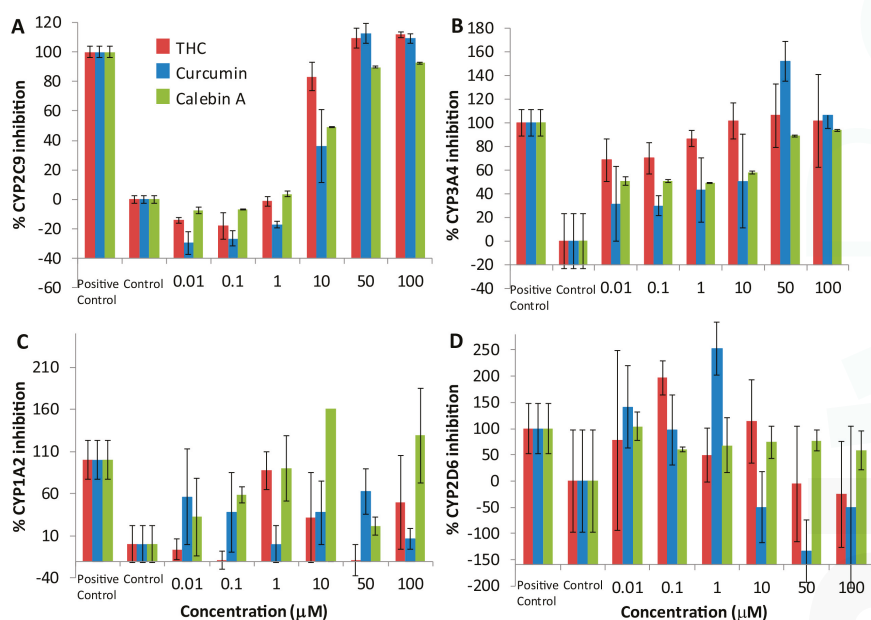 A
% CYP2C9 inhibition
120
100
80
60
40
20
0
-20
-40
-60
THC
Curcumin
Calebin A
Positive Control
Control
0.01
0.1
1
10
50
100
B
% CYP3A4 inhibition
180
160
140
120
100
80
60
40
20
0
-20
-40
Positive Control
Control
0.01
0.1
1
10
50
100
C
% CYP1A2 inhibition
210
160
110
60
10
-40
Positive Control
Control
0.01
0.1
1
10
50
100
Concentration (µM)
D
% CYP2D6 inhibition
250
200
150
100
50
0
-50
-100
-150
-200
Positive Control
Control
0.01
0.1
1
10
50
100
Concentration (µM)